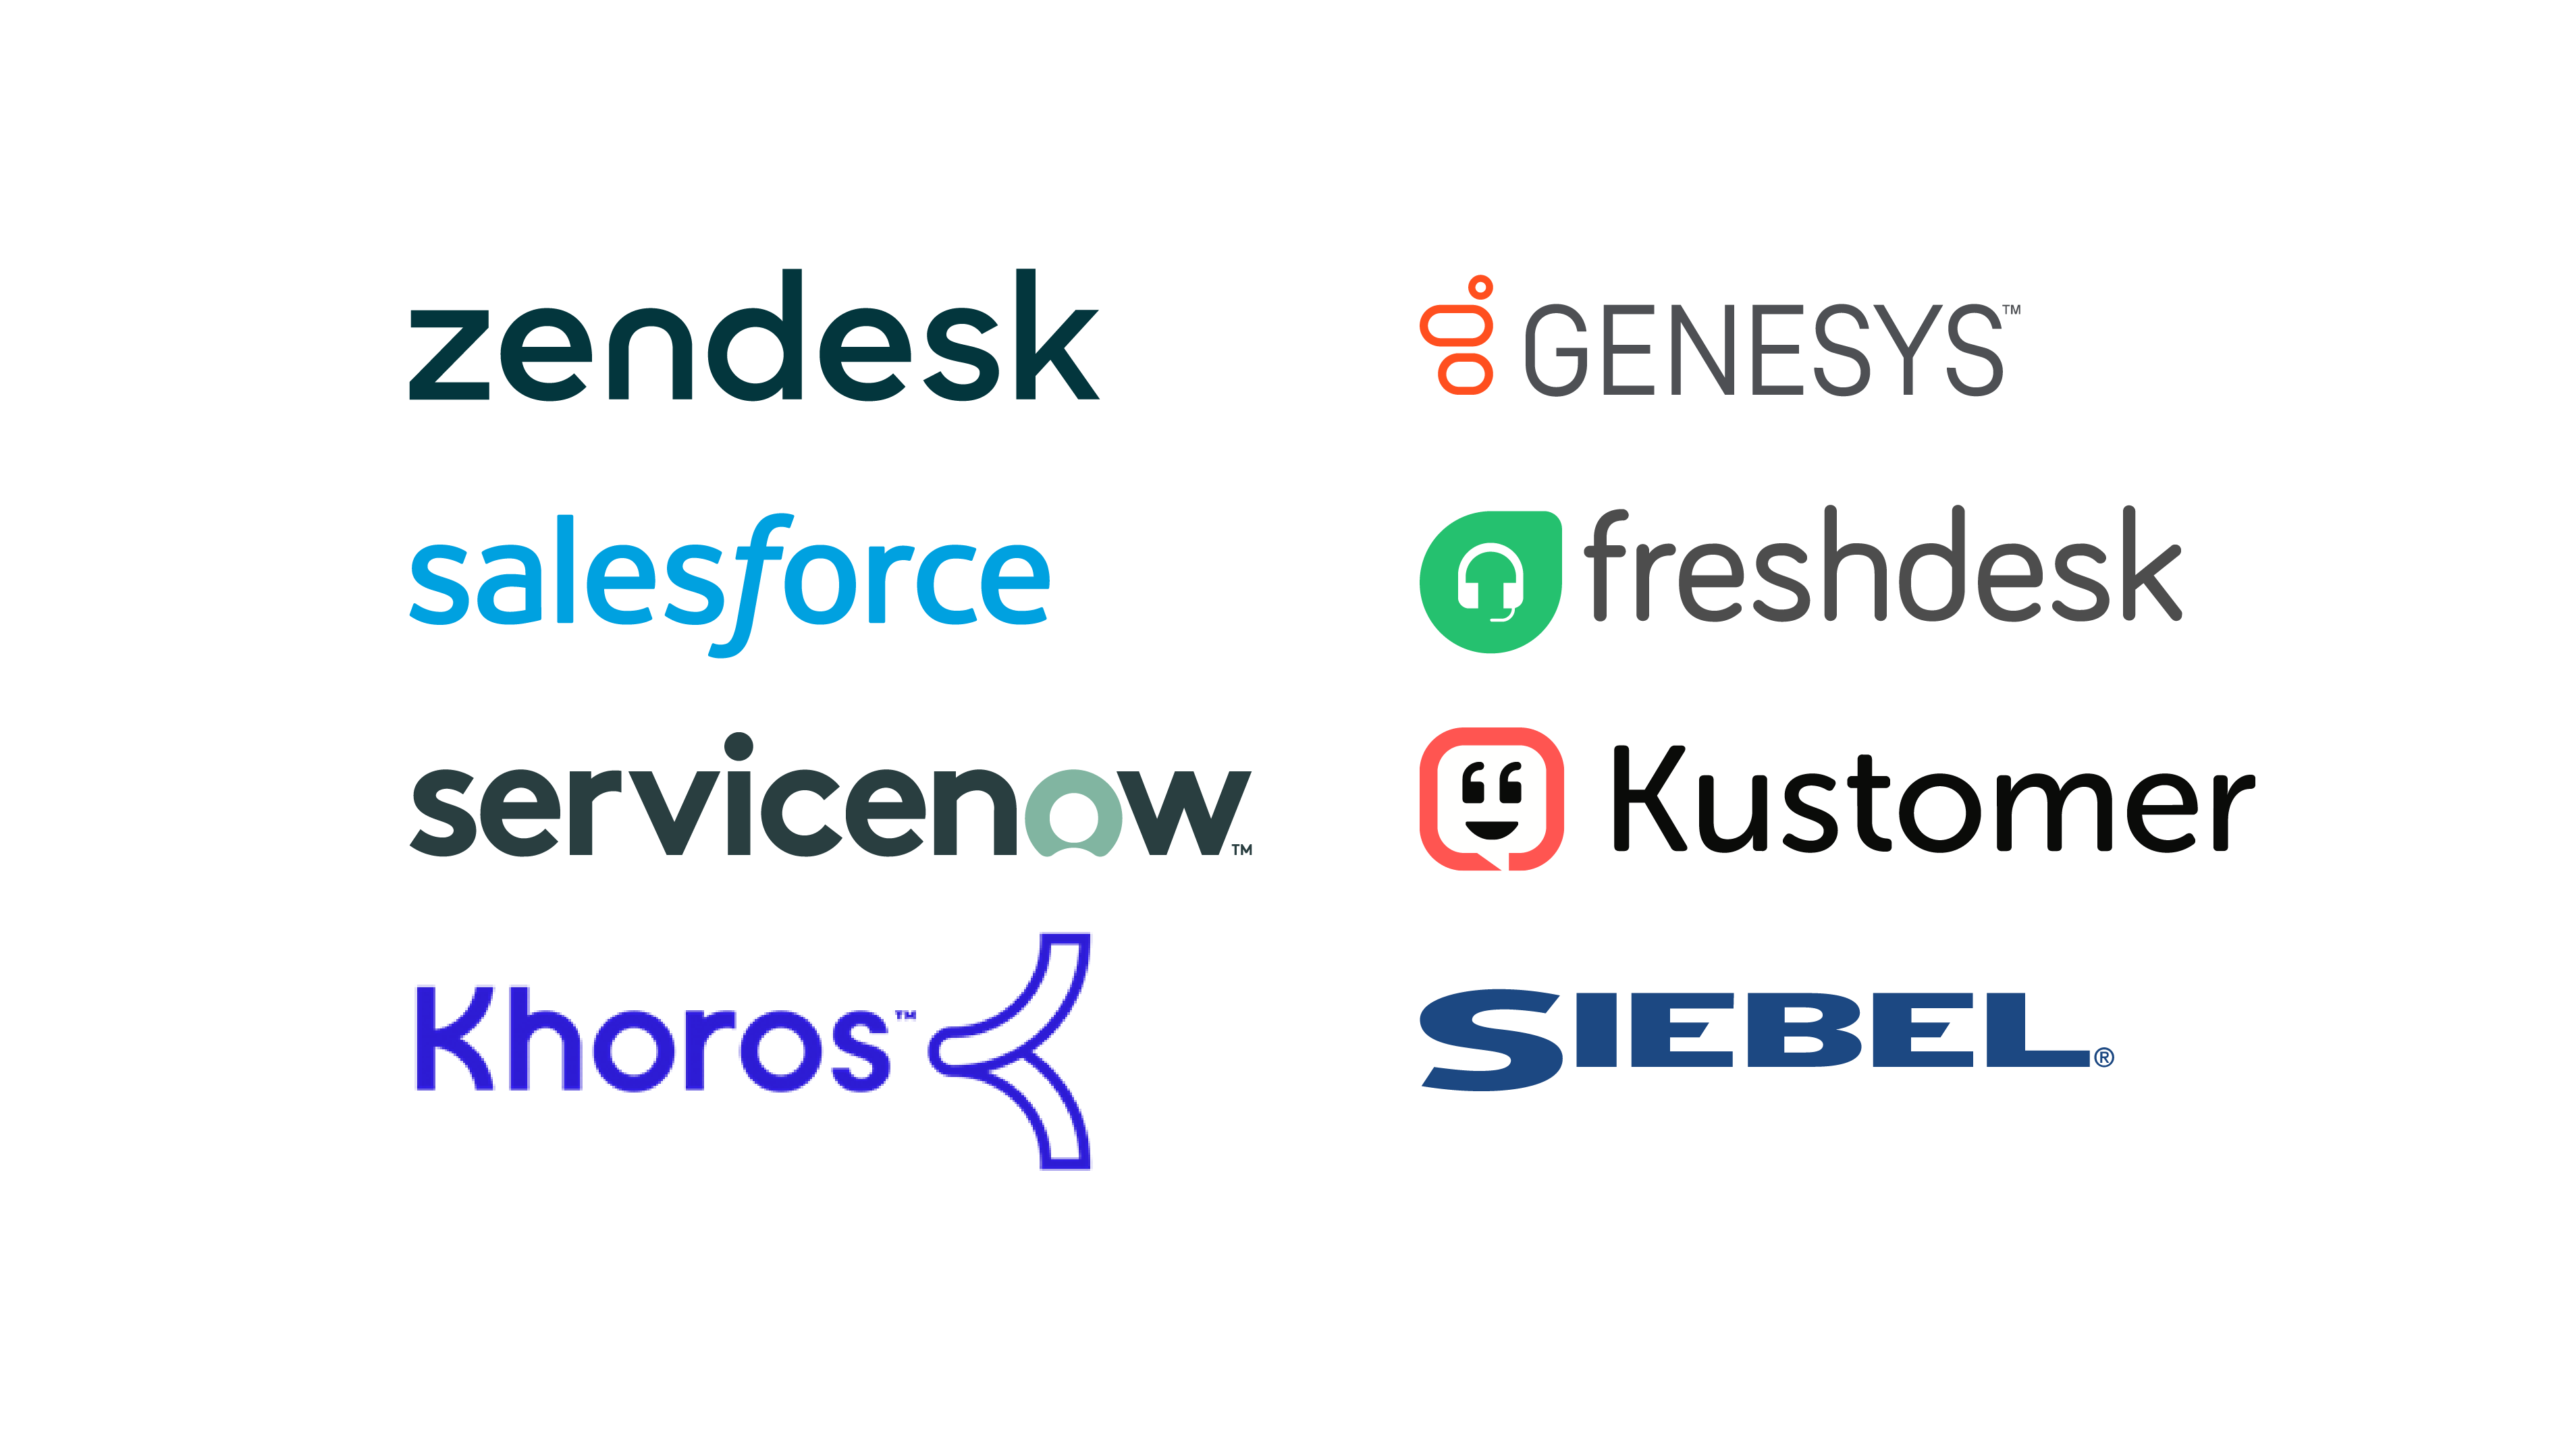 zendesk
GENESYS™
salesforce
freshdesk
servicenow™
Kustomer
Khoros™
SIEBEL®